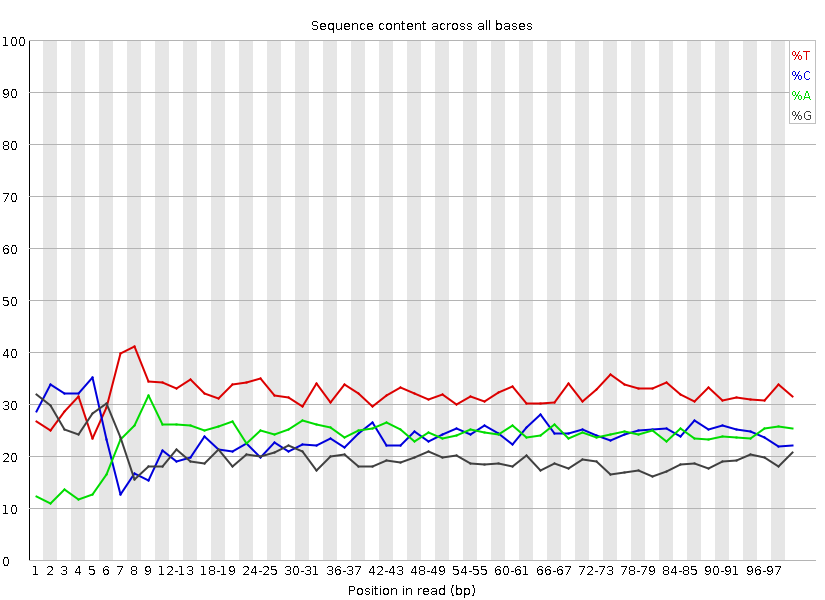 Sequence content across all bases
100
90
80
70
60
50
40
30
20
10
0
%T
%C
%A
%G
1 2 3 4 5 6 7 8 9 12-13 18-19 24-25 30-31 36-37 42-43 48-49 54-55 60-61 66-67 72-73 78-79 84-85 90-91 96-97
Position in read (bp)